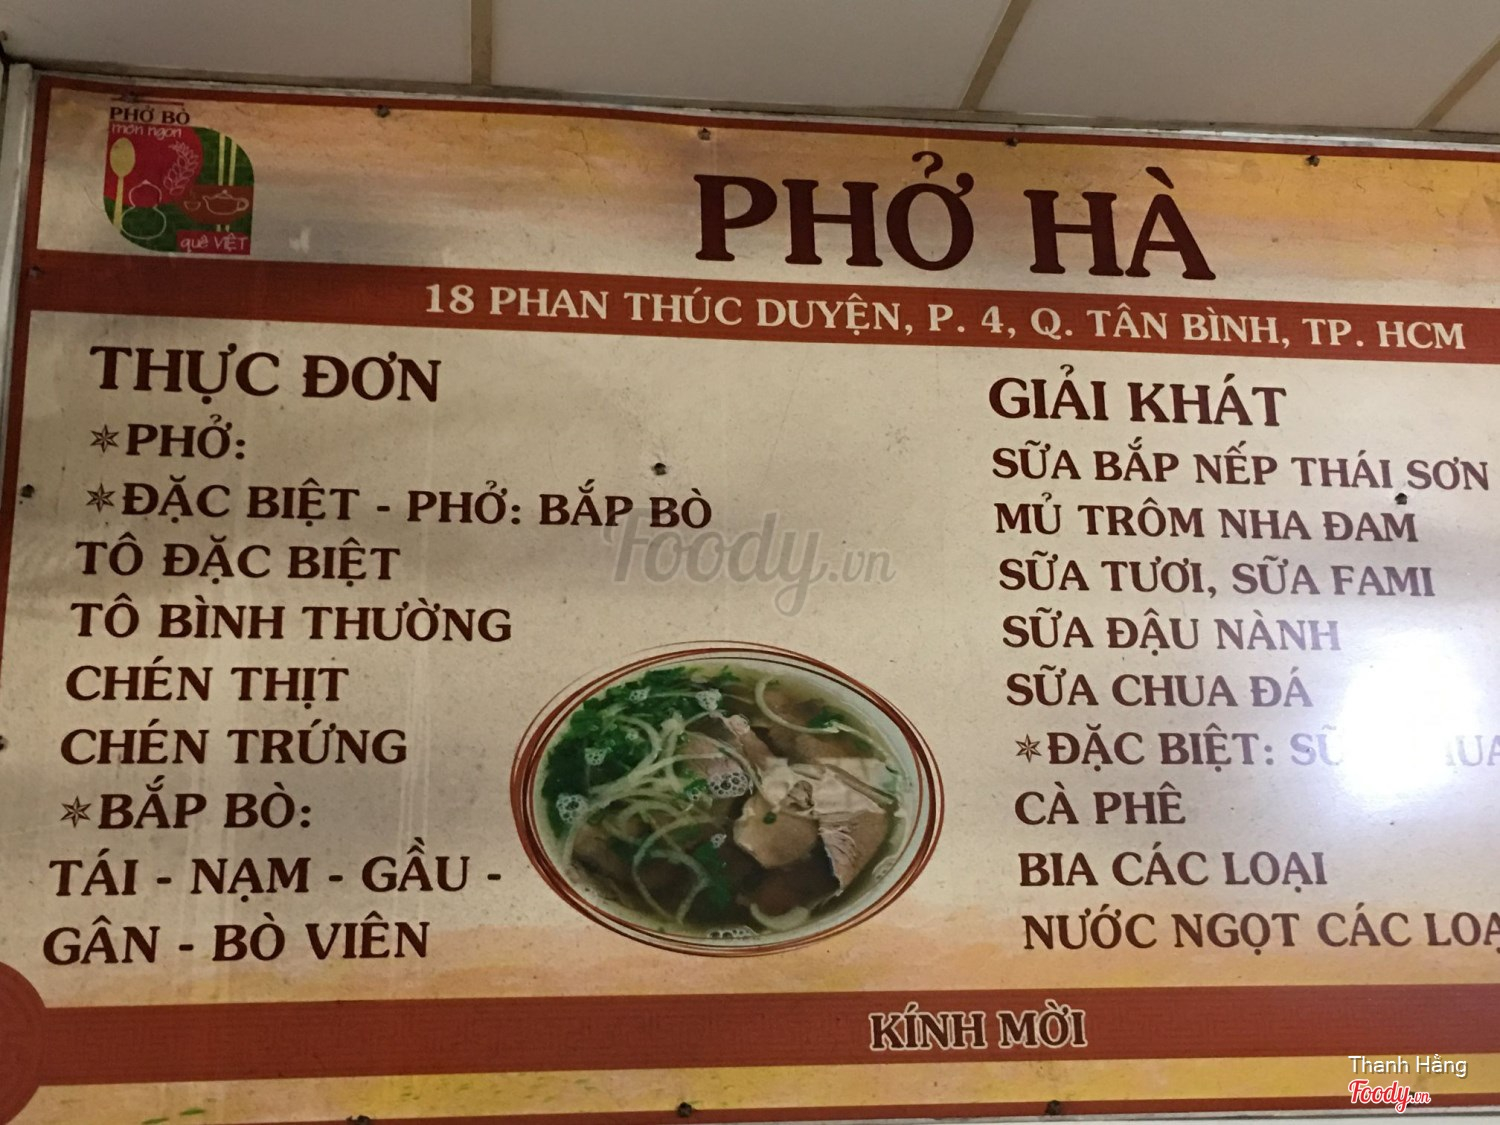 PHỞ BÒ
món ngon
quê VIỆT
PHỞ HÀ
18 PHAN THÚC DUYỆN, P. 4, Q. TÂN BÌNH, TP. HCM
THỰC ĐƠN
*PHỞ:
*ĐẶC BIỆT - PHỞ: BẮP BÒ
TÔ ĐẶC BIỆT
TÔ BÌNH THƯỜNG
CHÉN THỊT
CHÉN TRỨNG
*BẮP BÒ:
TÁI - NẠM - GẦU -
GÂN - BÒ VIÊN
GIẢI KHÁT
SỮA BẮP NẾP THÁI SƠN
MỦ TRÔM NHA ĐAM
SỮA TƯƠI, SỮA FAMI
SỮA ĐẬU NÀNH
SỮA CHUA ĐÁ
*ĐẶC BIỆT:
CÀ PHÊ
BIA CÁC LOẠI
NƯỚC NGỌT CÁC
KÍNH MỜI
Foody.vn
Thanh Hằng
Foody.vn